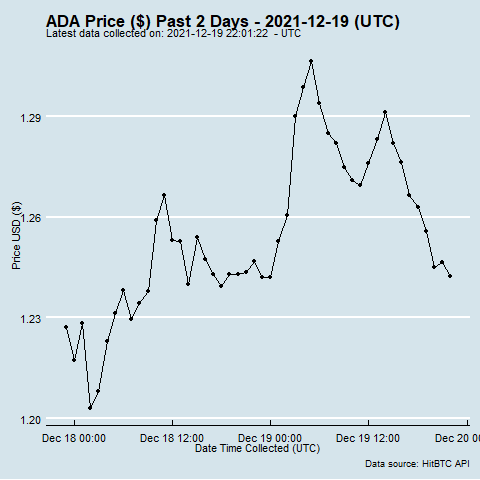 ADA Price ($) Past 2 Days - 2021-12-19 (UTC)
Latest data collected on: 2021-12-19 22:01:22  - UTC
1.29
1.26
1.23
1.20
Price USD ($)
Dec 18 00:00 Dec 18 12:00 Dec 19 00:00 Dec 19 12:00 Dec 20 0
Date Time Collected (UTC)
Data source: HitBTC API